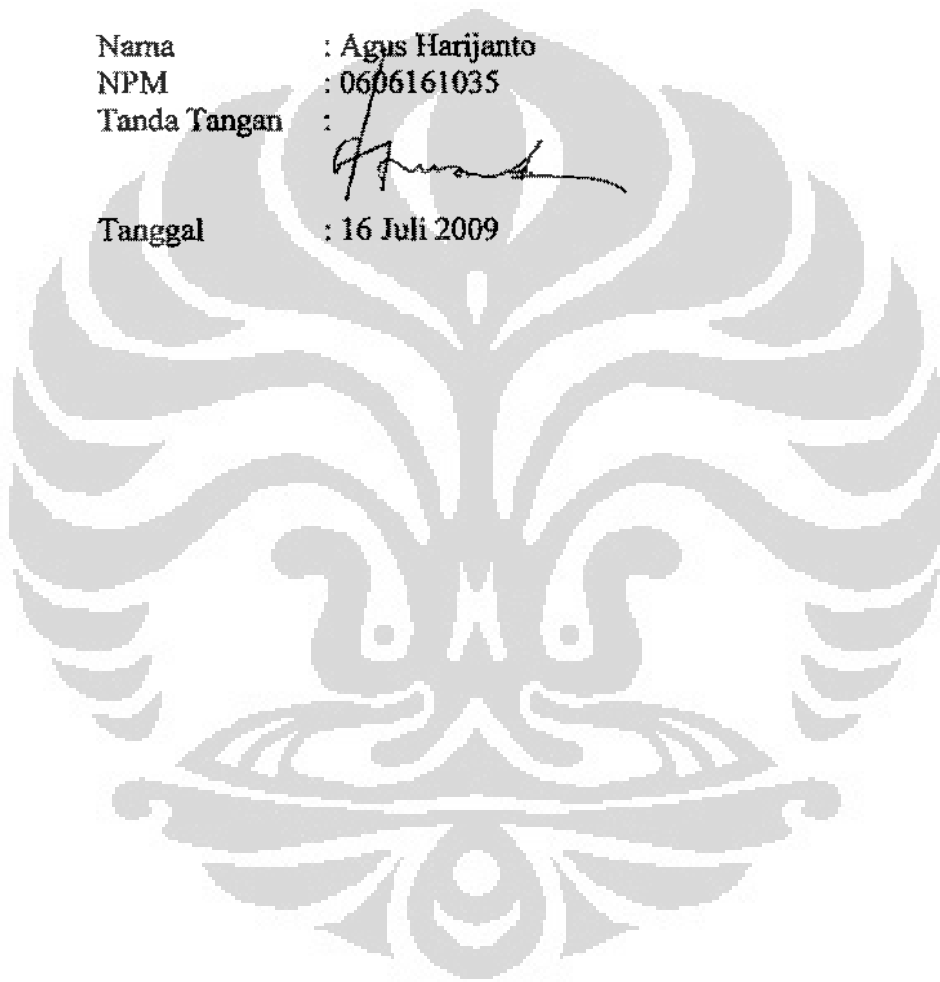 Nama : Agus Harijanto
NPM : 0606161035
Tanda Tangan :
Tanggal : 16 Juli 2009